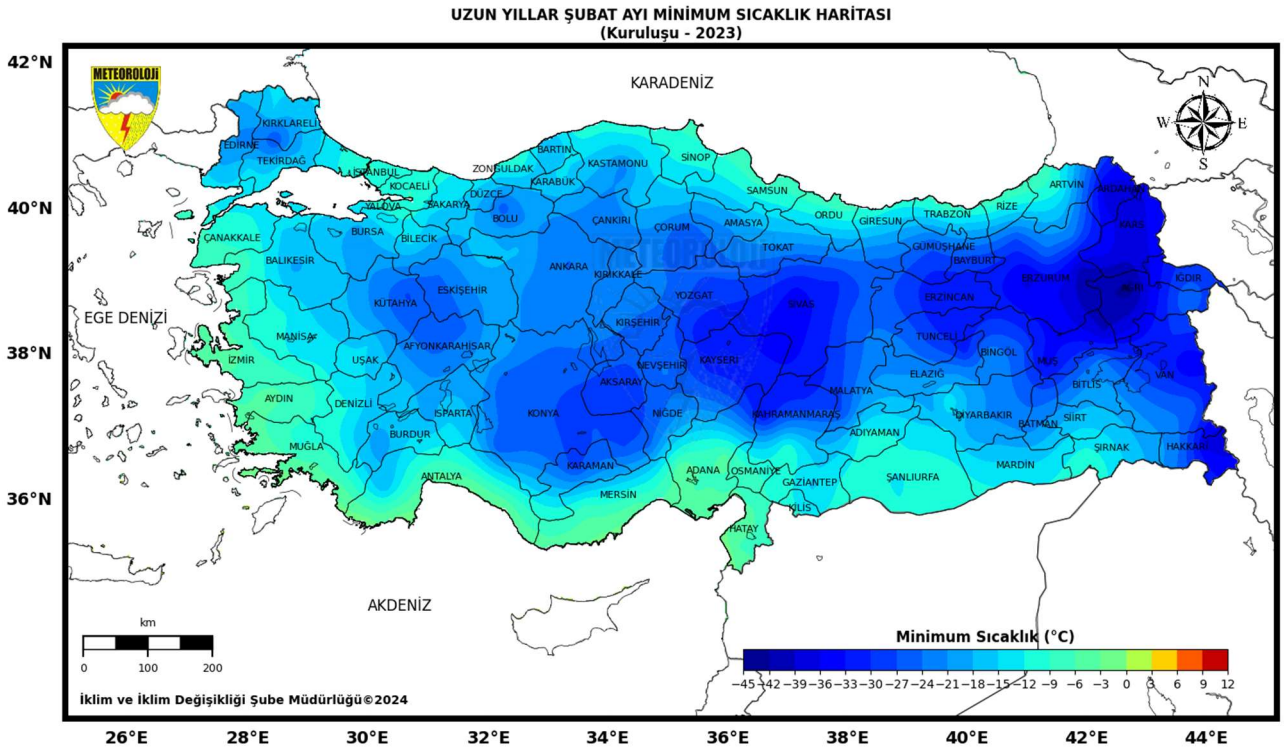 UZUN YILLAR ŞUBAT AYI MİNİMUM SICAKLIK HARİTASI
(Kuruluşu - 2023)
42°N
METEOROLOJİ
KARADENİZ
N
W E
S
KIRKLARELİ
EDİRNE
TEKİRDAĞ
İSTANBUL
KOCAELİ
YALOVA
SAKARYA
DÜZCE
ZONGULDAK
BARTIN
KARABÜK
KASTAMONU
SİNOP
SAMSUN
ORDU
GİRESUN
TRABZON
RİZE
ARTVİN
ARDAHAN
KARS
40°N
ÇANAKKALE
BURSA
BİLECİK
BOLU
ÇANKIRI
ÇORUM
AMASYA
TOKAT
GÜMÜŞHANE
BAYBURT
METEOROLOJİ
BALIKESİR
KÜTAHYA
ESKİŞEHİR
ANKARA
KIRIKKALE
YOZGAT
SİVAS
ERZİNCAN
ERZURUM
AĞRI
IĞDIR
EGE DENİZİ
MANİSA
UŞAK
AFYONKARAHİSAR
KIRŞEHİR
NEVŞEHİR
KAYSERİ
TUNCELİ
BİNGÖL
MUŞ
38°N
İZMİR
AYDIN
DENİZLİ
ISPARTA
KONYA
AKSARAY
NİĞDE
KAHRAMANMARAŞ
MALATYA
ELAZIĞ
DİYARBAKIR
BATMAN
SİİRT
BİTLİS
VAN
MUĞLA
BURDUR
ANTALYA
KARAMAN
MERSİN
ADANA
OSMANİYE
GAZİANTEP
ADIYAMAN
ŞANLIURFA
MARDİN
ŞIRNAK
HAKKARİ
36°N
KİLİS
HATAY
AKDENİZ
km
0 100 200
Minimum Sıcaklık (°C)
−45 −42 −39 −36 −33 −30 −27 −24 −21 −18 −15 −12 −9 −6 −3 0 3 6 9 12
İklim ve İklim Değişikliği Şube Müdürlüğü©2024
26°E 28°E 30°E 32°E 34°E 36°E 38°E 40°E 42°E 44°E